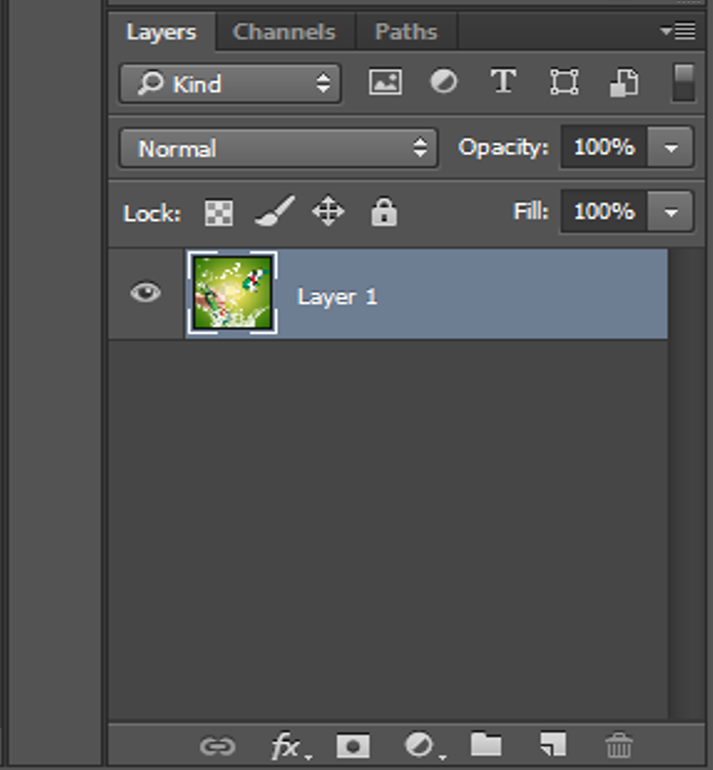 Layers Channels Paths
Kind
Normal Opacity: 100%
Lock: Fill: 100%
Layer 1
fx